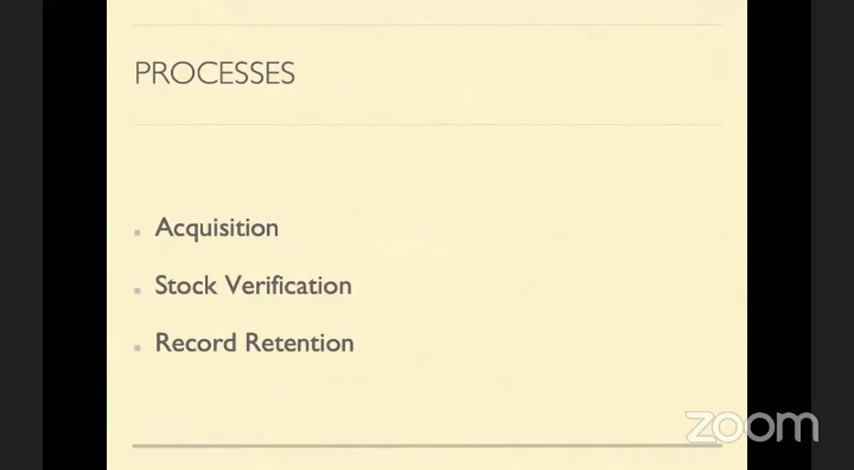 PROCESSES
Acquisition
Stock Verification
Record Retention
zoom